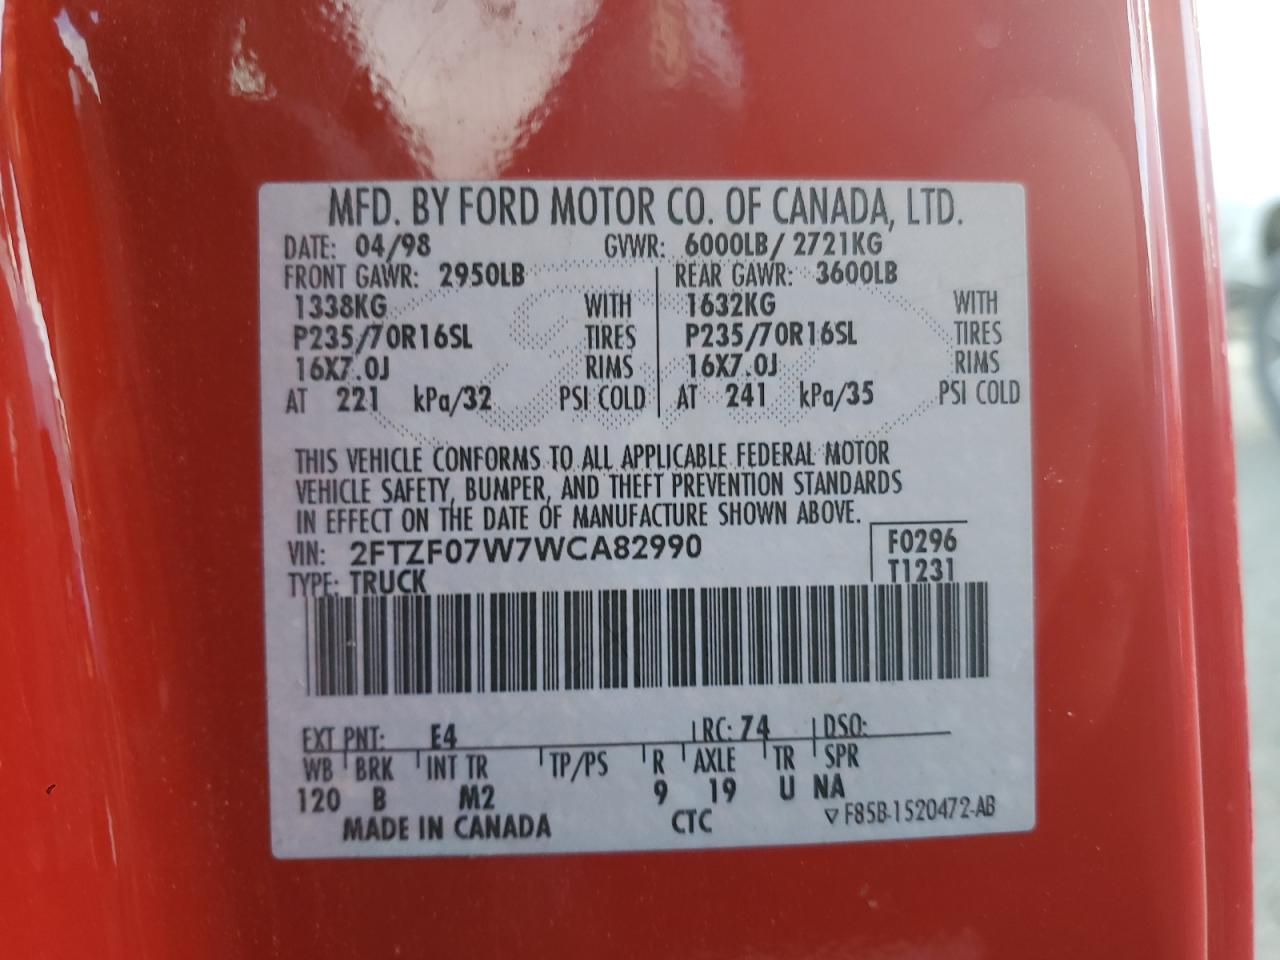 MFD. BY FORD MOTOR CO. OF CANADA, LTD.
DATE: 04/98 GVWR: 6000LB/ 2721KG
FRONT GAWR: 2950LB REAR GAWR: 3600LB
1338KG WITH 1632KG WITH
P235/70R16SL TIRES P235/70R16SL TIRES
16X7.0J RIMS 16X7.0J RIMS
AT 221 kPa/32 PSI COLD AT 241 kPa/35 PSI COLD
THIS VEHICLE CONFORMS TO ALL APPLICABLE FEDERAL MOTOR
VEHICLE SAFETY, BUMPER, AND THEFT PREVENTION STANDARDS
IN EFFECT ON THE DATE OF MANUFACTURE SHOWN ABOVE.
VIN: 2FTZF07W7WCA82990 F0296
TYPE: TRUCK T1231
EXT PNT: E4 RC: 74 DSO:
WB BRK INT TR TP/PS R AXLE TR SPR
120 B M2 9 19 U NA
MADE IN CANADA CTC ▽F85B-1520472-AB